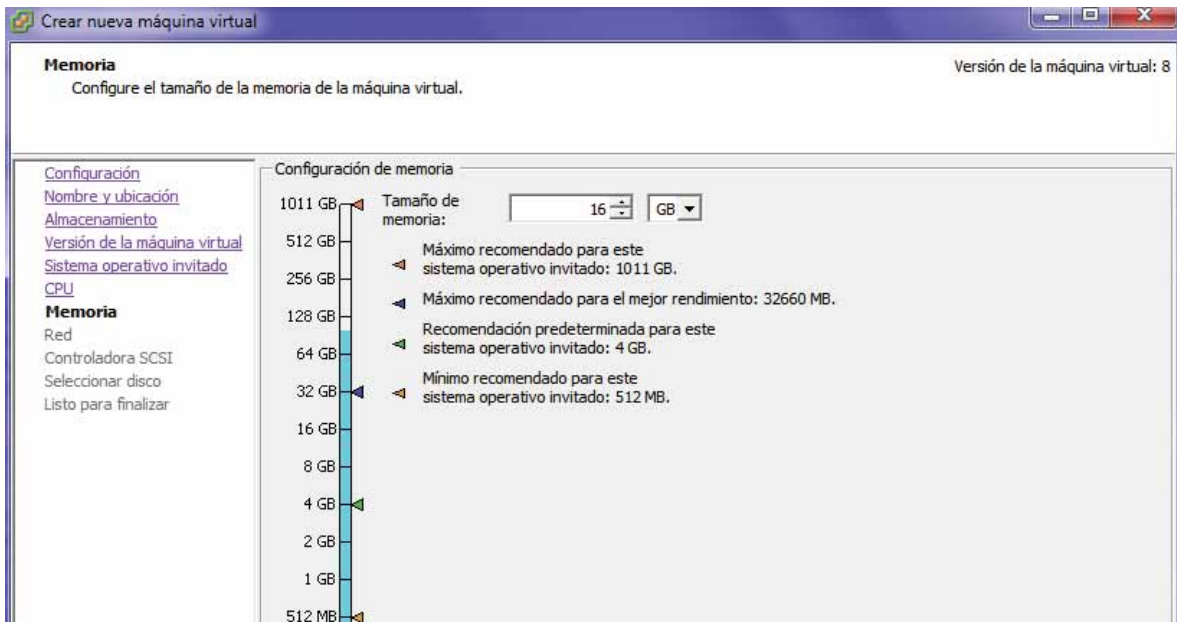 Crear nueva máquina virtual
Memoria
Configure el tamaño de la memoria de la máquina virtual.
Versión de la máquina virtual: 8
Configuración
Nombre y ubicación
Almacenamiento
Versión de la máquina virtual
Sistema operativo invitado
CPU
Memoria
Red
Controladora SCSI
Seleccionar disco
Listo para finalizar
Configuración de memoria
1011 GB
512 GB
256 GB
128 GB
64 GB
32 GB
16 GB
8 GB
4 GB
2 GB
1 GB
512 MB
Tamaño de
memoria:
16
GB
Máximo recomendado para este
sistema operativo invitado: 1011 GB.
Máximo recomendado para el mejor rendimiento: 32660 MB.
Recomendación predeterminada para este
sistema operativo invitado: 4 GB.
Mínimo recomendado para este
sistema operativo invitado: 512 MB.